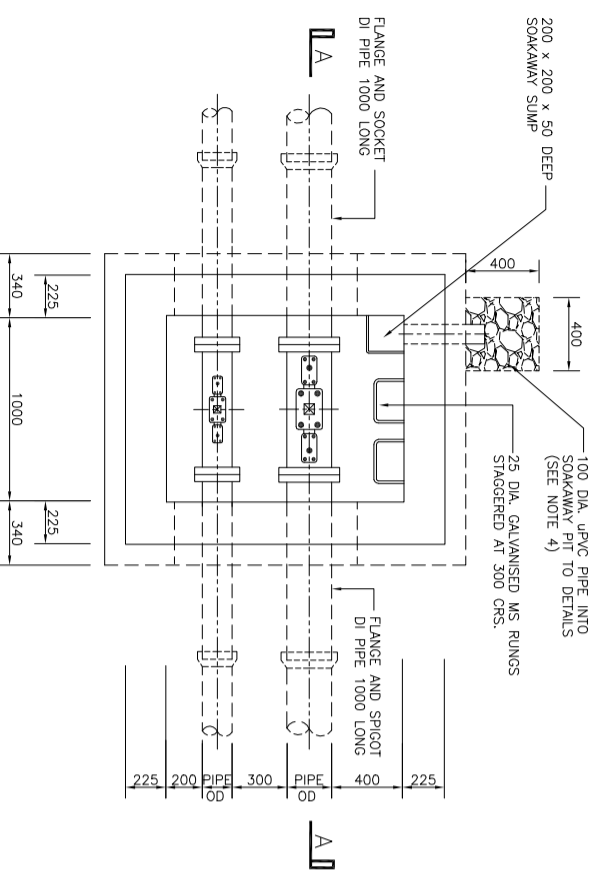 200 x 200 x 50 DEEP
SOAKAWAY SUMP
FLANGE AND SOCKET
DI PIPE 1000 LONG
A
400
400
100 DIA. uPVC PIPE INTO
SOAKAWAY PIT TO DETAILS
(SEE NOTE 4)
25 DIA. GALVANISED MS RUNGS
STAGGERED AT 300 CRS.
340
225
1000
225
340
FLANGE AND SPIGOT
DI PIPE 1000 LONG
225
200
PIPE
OD
300
PIPE
OD
400
225
A